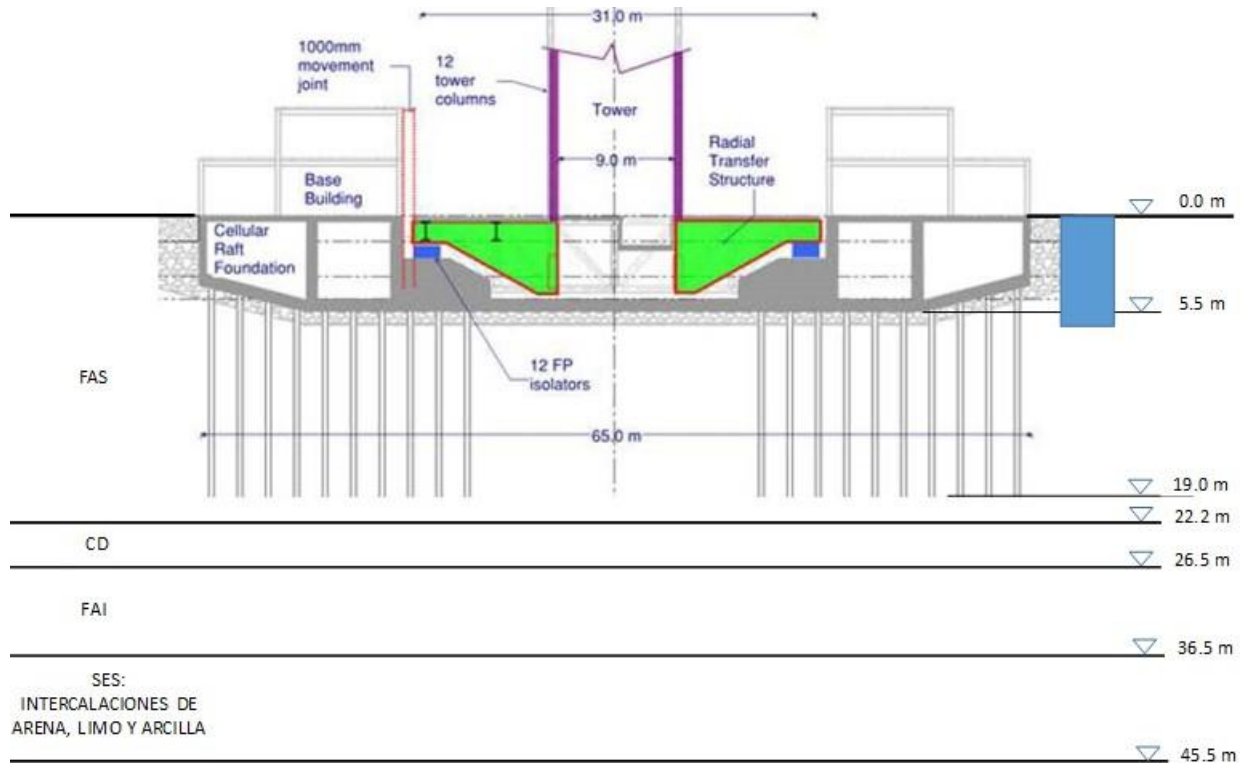 31.0 m
1000mm
movement
joint
12
tower
columns
Tower
9.0 m
Radial
Transfer
Structure
Base
Building
Cellular
Raft
Foundation
0.0 m
5.5 m
12 FP
isolators
FAS
65.0 m
19.0 m
22.2 m
CD
26.5 m
FAI
36.5 m
SES:
INTERCALACIONES DE
ARENA, LIMO Y ARCILLA
45.5 m